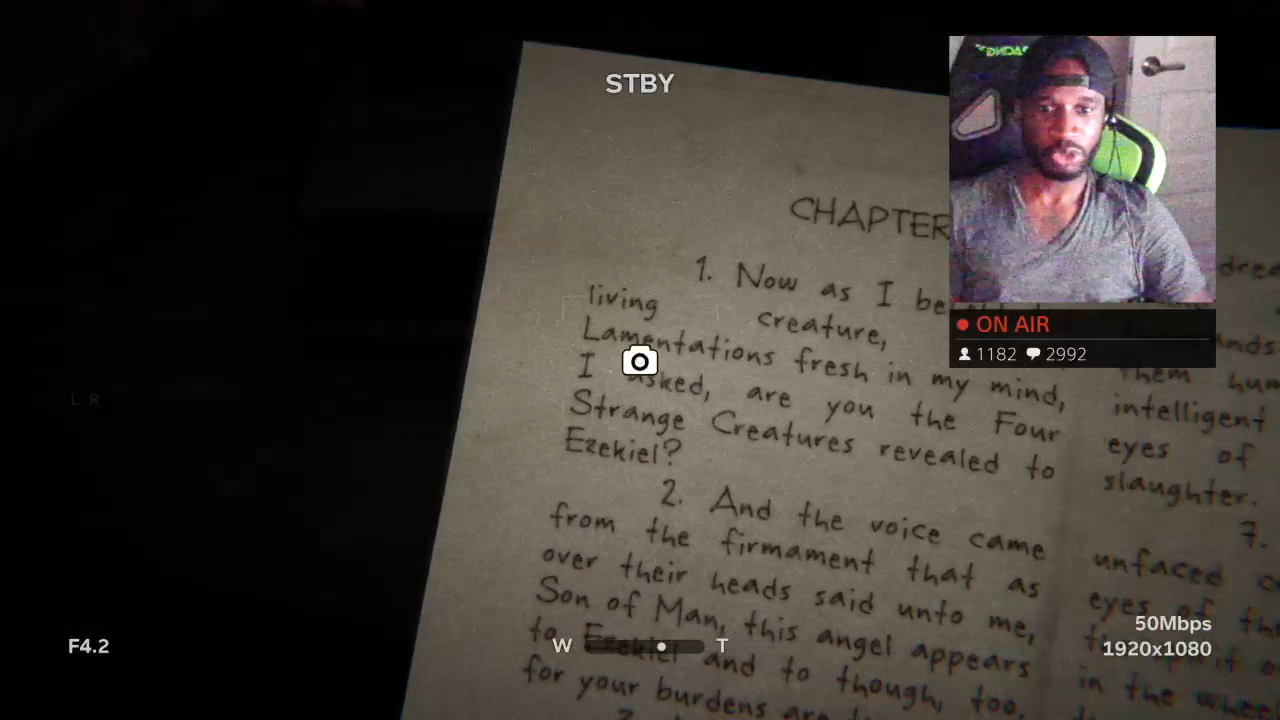 STBY
CHAPTER
1. Now as I
living creature,
Lamentations fresh in my mind,
I asked, are you the Four
Strange Creatures revealed to
Ezekiel?
2. And the voice came
from the firmament that as
over their heads said unto me,
Son of Man, this angel appears
to Ezekiel and to though, too.
for your burdens are
them
intelligent
eyes of
slaughter.
7.
unfaced
eyes of
in the
ON AIR
1182 2992
L R
F4.2
W T
50Mbps
1920x1080